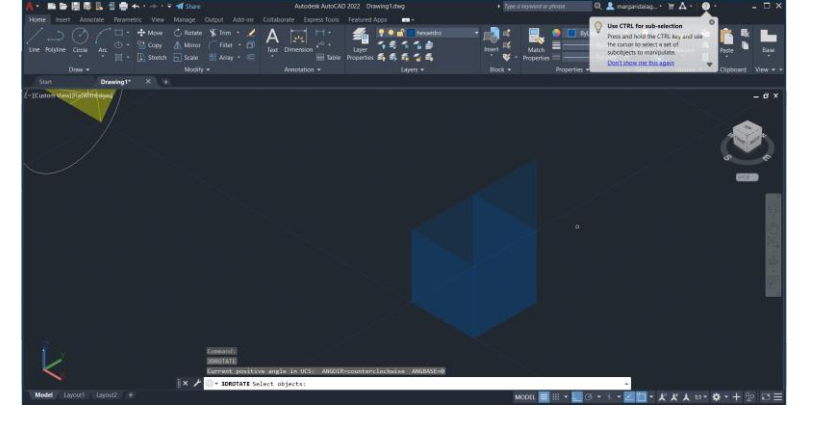 Share
Autodesk AutoCAD 2022 Drawing1.dwg
Type a keyword or phrase
margaridalag...
Home Insert Annotate Parametric View Manage Output Add-ins Collaborate Express Tools Featured Apps
Line Polyline Circle Arc
Move Rotate Trim
Copy Mirror Fillet
Stretch Scale Array
Text Dimension
Table
Layer
Properties
hexaedro
Insert
Match
Properties
Paste
Base
Draw Modify Annotation Layers Block Properties Clipboard View
Use CTRL for sub-selection
Press and hold the CTRL key and use
the cursor to select a set of
subobjects to manipulate.
Don't show me this again
Start Drawing1*
Command:
3DROTATE
Current positive angle in UCS: ANGDIR=counterclockwise ANGBASE=0
3DROTATE Select objects:
Model Layout1 Layout2
MODEL